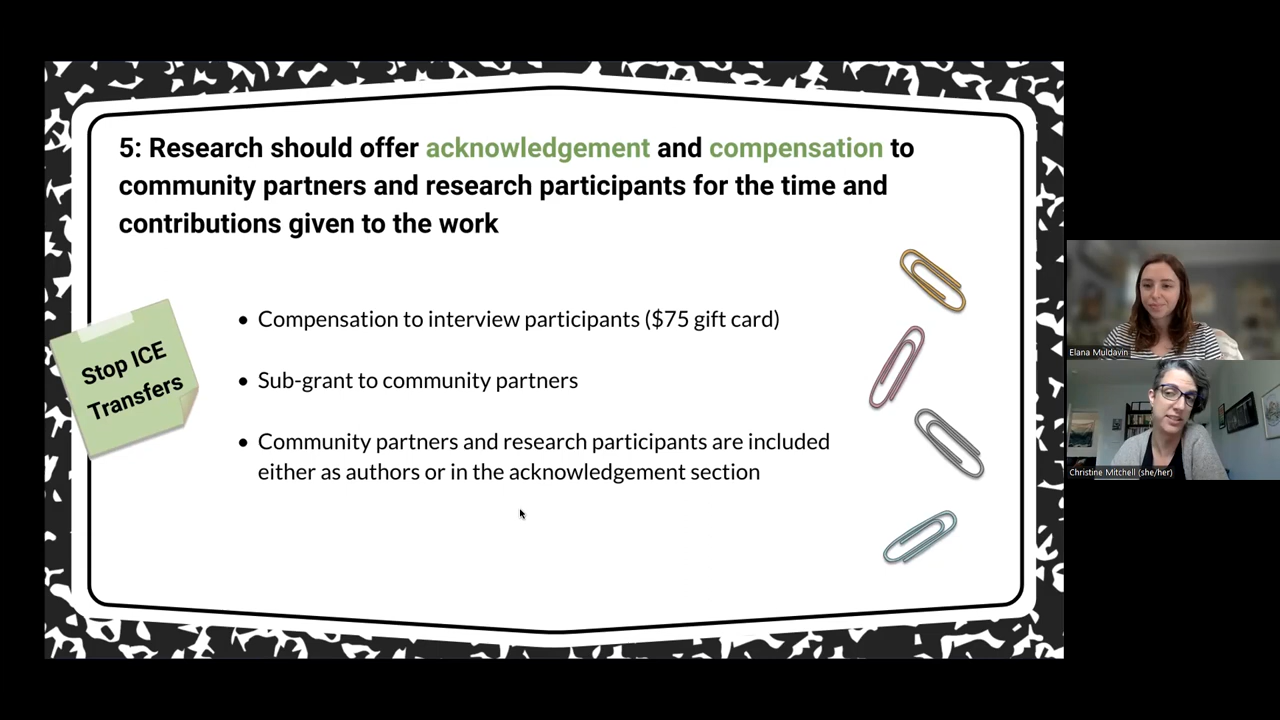 5: Research should offer acknowledgement and compensation to
community partners and research participants for the time and
contributions given to the work
Stop ICE
Transfers
• Compensation to interview participants ($75 gift card)
• Sub-grant to community partners
• Community partners and research participants are included
either as authors or in the acknowledgement section
Elana Muldavin
Christine Mitchell (she/her)